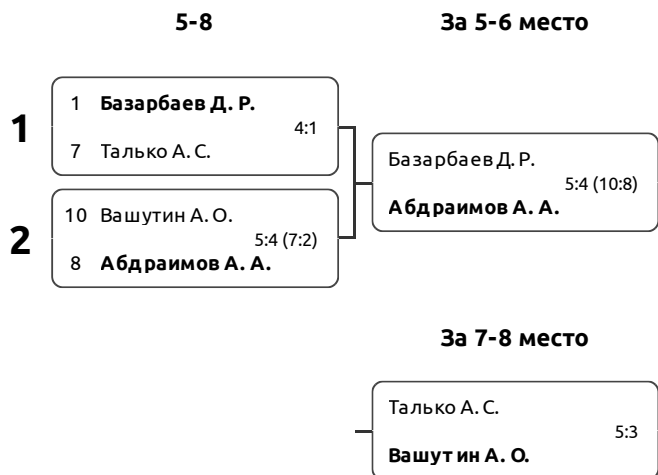 5-8
За 5-6 место
1
1 Базарбаев Д. Р.
4:1
7 Талько А. С.
2
10 Вашутин А. О.
5:4 (7:2)
8 Абдраимов А. А.
Базарбаев Д. Р.
5:4 (10:8)
Абдраимов А. А.
За 7-8 место
Талько А. С.
5:3
Вашутин А. О.